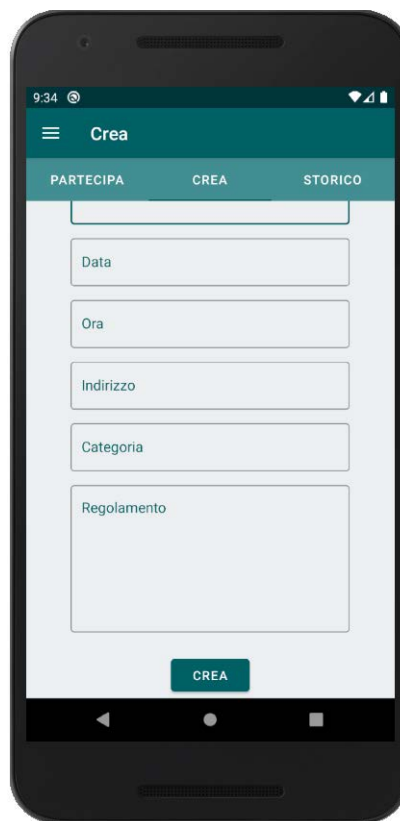 9:34
Crea
PARTECIPA CREA STORICO
Data
Ora
Indirizzo
Categoria
Regolamento
CREA